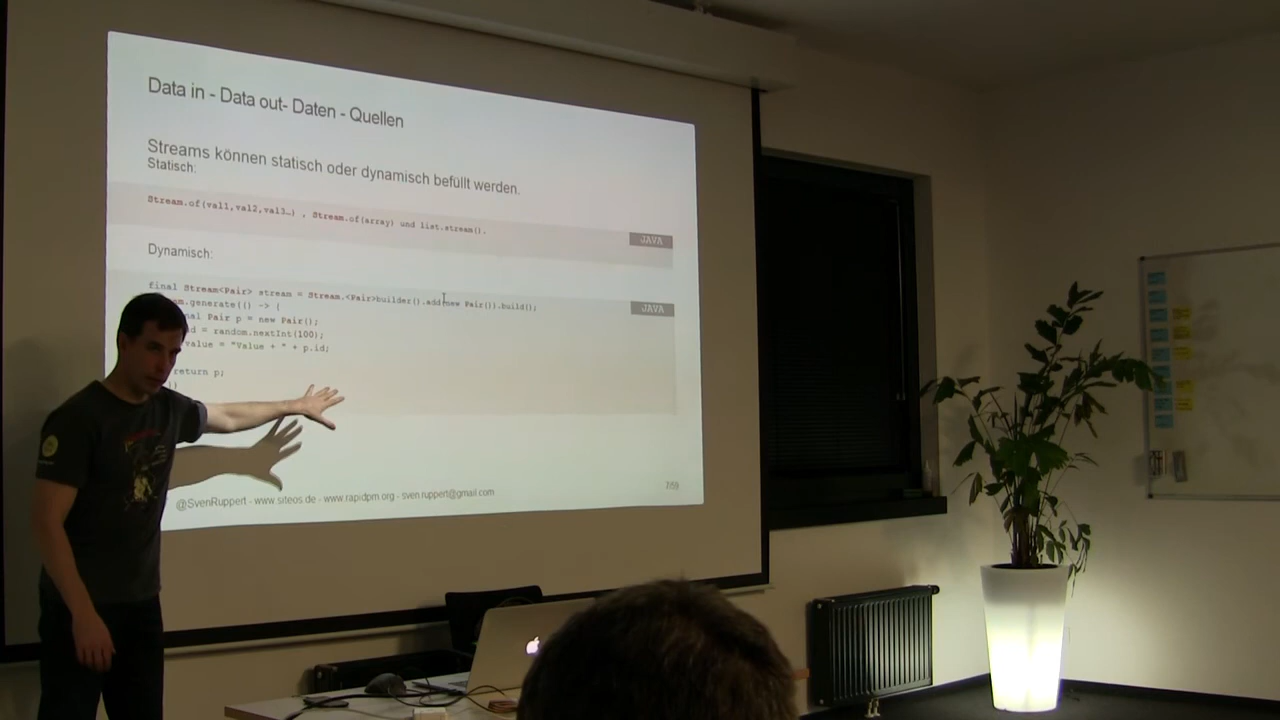 Data in - Data out- Daten - Quellen
Streams können statisch oder dynamisch befüllt werden.
Statisch:
Stream.of(val1,val2,val3…) , Stream.of(array) und list.stream().
JAVA
Dynamisch:
final Stream<Pair> stream = Stream.<Pair>builder().add(new Pair()).build();
JAVA
.generate(() -> {
Pair p = new Pair();
= random.nextInt(100);
value = "Value + " + p.id;
return p;
})
@SvenRuppert - www.siteos.de - www.rapidpm.org - sven.ruppert@gmail.com
7/59